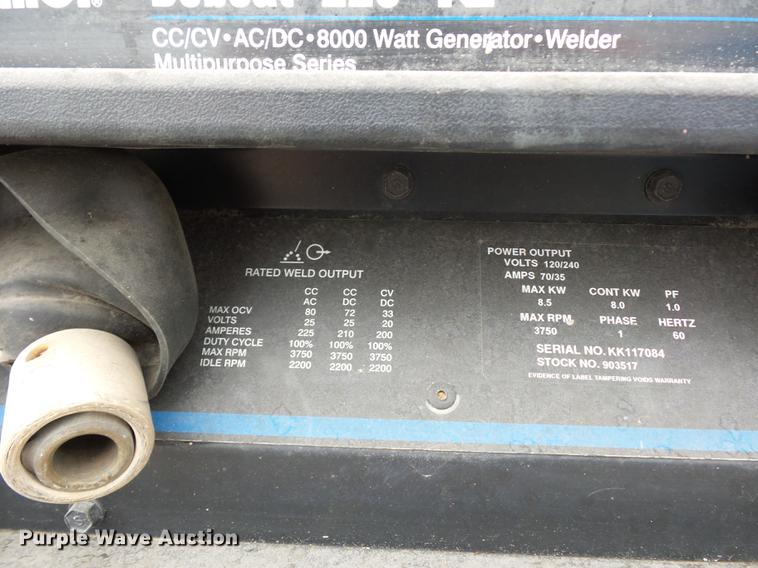 CC/CV•AC/DC•8000 Watt Generator•Welder
Multipurpose Series
RATED WELD OUTPUT
CC CC CV
AC DC DC
MAX OCV 80 72 33
VOLTS 25 25 20
AMPERES 225 210 200
DUTY CYCLE 100% 100% 100%
MAX RPM 3750 3750 3750
IDLE RPM 2200 2200 2200
POWER OUTPUT
VOLTS 120/240
AMPS 70/35
MAX KW CONT KW PF
8.5 8.0 1.0
MAX RPM PHASE HERTZ
3750 1 60
SERIAL NO. KK117084
STOCK NO. 903517
EVIDENCE OF LABEL TAMPERING VOIDS WARRANTY
Purple Wave Auction
Purple Wave Auction